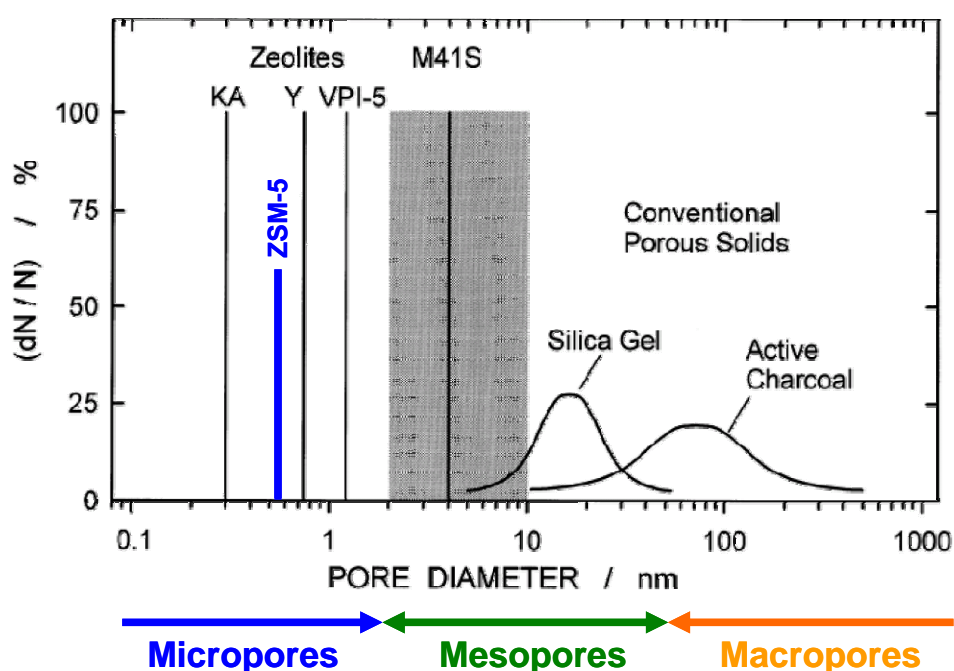 Zeolites
M41S
KA
Y
VPI-5
ZSM-5
(dN / N) / %
100
75
50
25
0
Conventional
Porous Solids
Silica Gel
Active
Charcoal
0.1
1
10
100
1000
PORE DIAMETER / nm
Micropores
Mesopores
Macropores